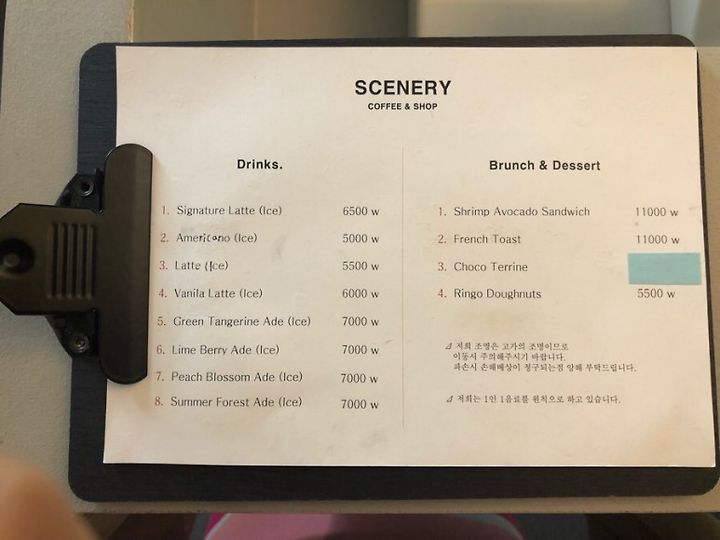 SCENERY
COFFEE & SHOP
Drinks.
1. Signature Latte (Ice) 6500 w
2. Americano (Ice) 5000 w
3. Latte (Ice) 5500 w
4. Vanila Latte (Ice) 6000 w
5. Green Tangerine Ade (Ice) 7000 w
6. Lime Berry Ade (Ice) 7000 w
7. Peach Blossom Ade (Ice) 7000 w
8. Summer Forest Ade (Ice) 7000 w
Brunch & Dessert
1. Shrimp Avocado Sandwich 11000 w
2. French Toast 11000 w
3. Choco Terrine
4. Ringo Doughnuts 5500 w
⊿ 저희 조명은 고가의 조명이므로
이동시 주의해주시기 바랍니다.
파손시 손해배상이 청구되는점 양해 부탁드립니다.
⊿ 저희는 1인 1음료를 원칙으로 하고 있습니다.